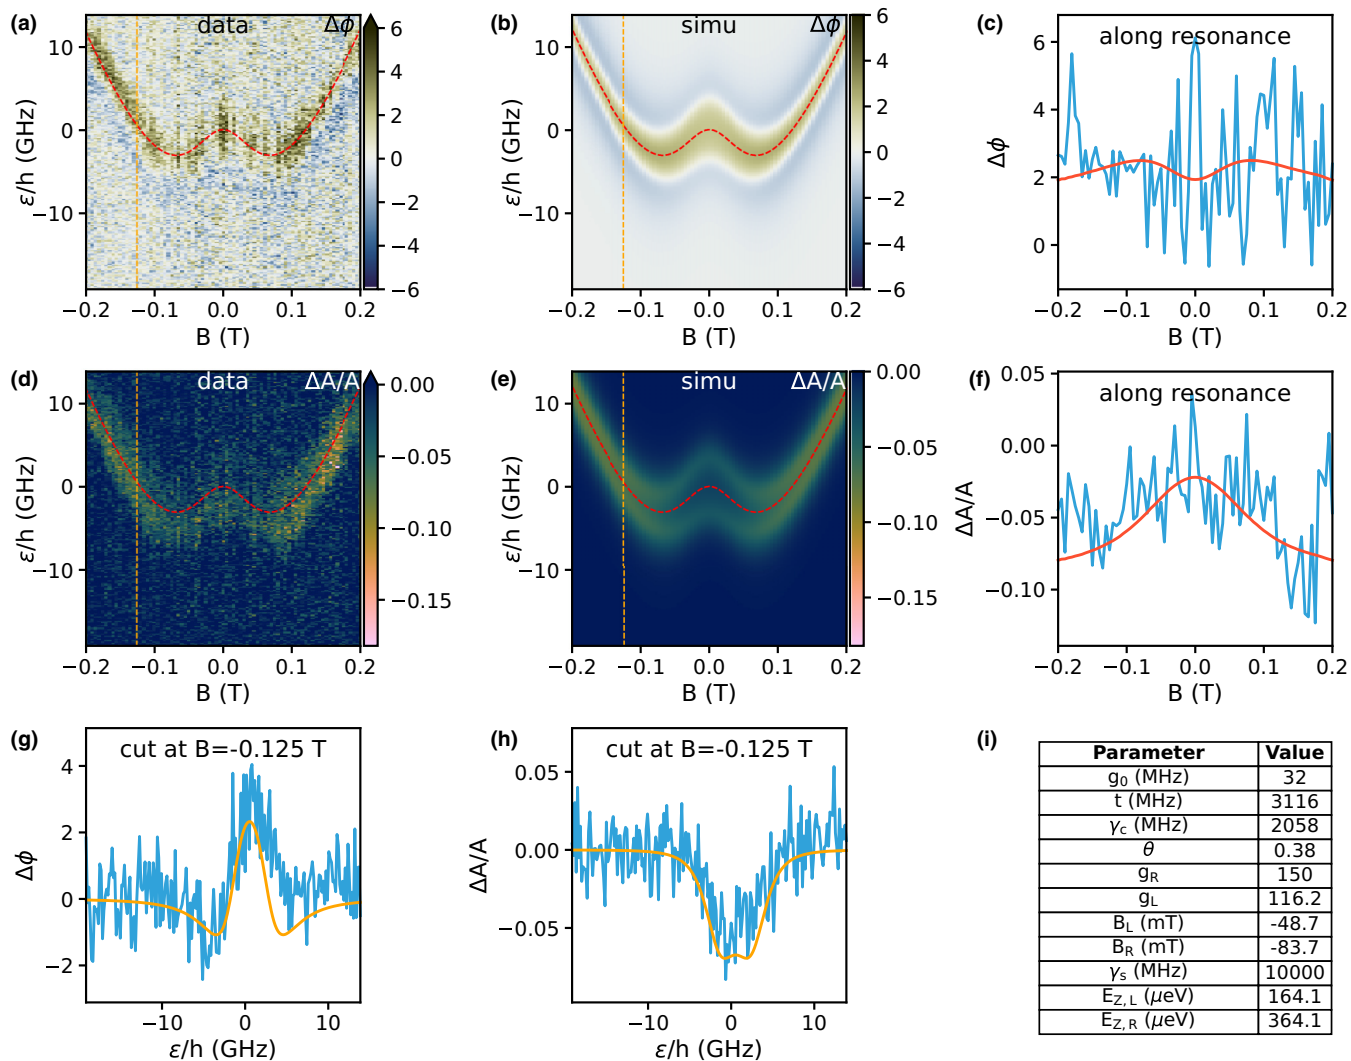 (a)
data
Δϕ
10
0
−10
ε/h (GHz)
−0.2 −0.1 0.0 0.1 0.2
B (T)
6
4
2
0
−2
−4
−6
(b)
simu
Δϕ
10
0
−10
ε/h (GHz)
−0.2 −0.1 0.0 0.1 0.2
B (T)
6
4
2
0
−2
−4
−6
(c)
along resonance
6
4
2
0
Δϕ
−0.2 −0.1 0.0 0.1 0.2
B (T)
(d)
data
ΔA/A
10
0
−10
ε/h (GHz)
−0.2 −0.1 0.0 0.1 0.2
B (T)
0.00
−0.05
−0.10
−0.15
(e)
simu
ΔA/A
10
0
−10
ε/h (GHz)
−0.2 −0.1 0.0 0.1 0.2
B (T)
0.00
−0.05
−0.10
−0.15
(f)
along resonance
0.05
0.00
−0.05
−0.10
ΔA/A
−0.2 −0.1 0.0 0.1 0.2
B (T)
(g)
cut at B=-0.125 T
4
2
0
−2
Δϕ
−10 0 10
ε/h (GHz)
(h)
cut at B=-0.125 T
0.05
0.00
−0.05
ΔA/A
−10 0 10
ε/h (GHz)
(i)
Parameter Value
g₀ (MHz) 32
t (MHz) 3116
γc (MHz) 2058
θ 0.38
gR 150
gL 116.2
BL (mT) -48.7
BR (mT) -83.7
γs (MHz) 10000
EZ,L (μeV) 164.1
EZ,R (μeV) 364.1